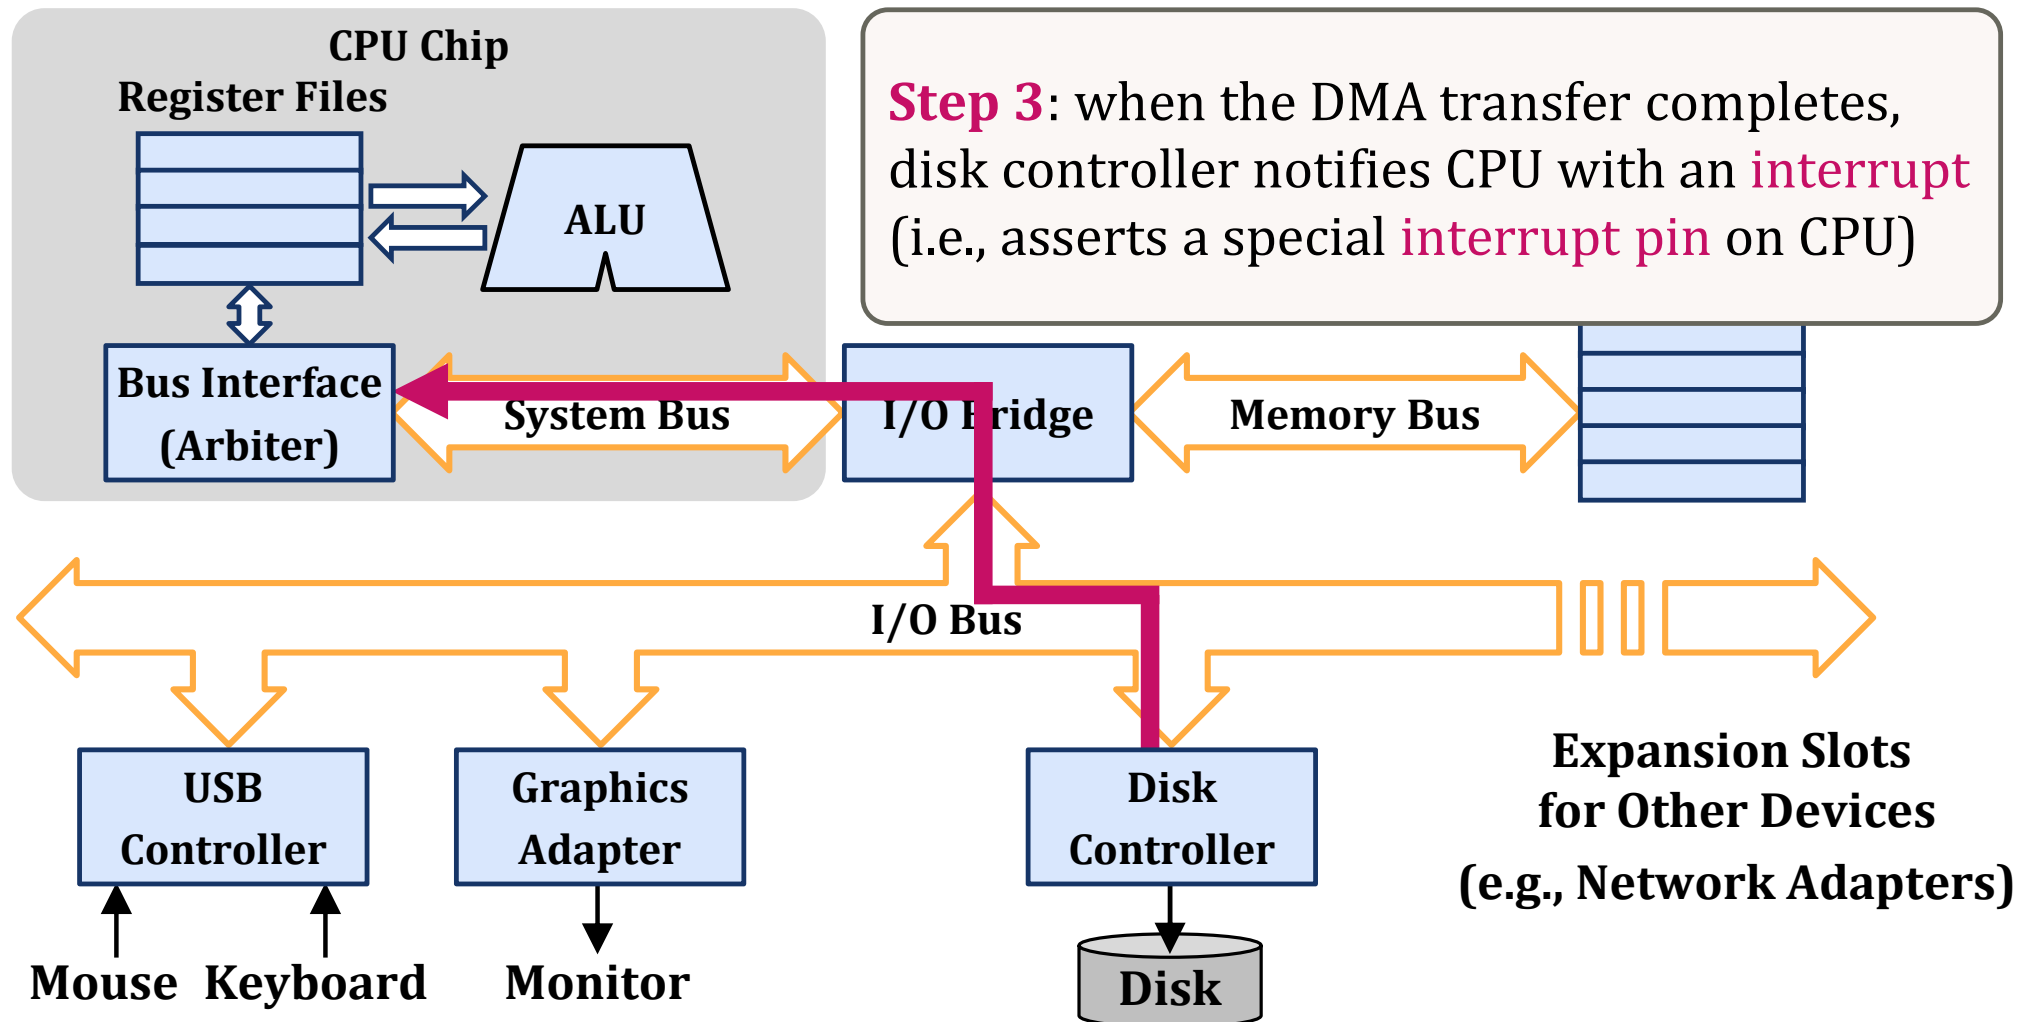 CPU Chip
Register Files
ALU
Step 3: when the DMA transfer completes,
disk controller notifies CPU with an interrupt
(i.e., asserts a special interrupt pin on CPU)
Bus Interface
(Arbiter)
System Bus
I/O Bridge
Memory Bus
I/O Bus
USB
Controller
Graphics
Adapter
Disk
Controller
Expansion Slots
for Other Devices
(e.g., Network Adapters)
Mouse
Keyboard
Monitor
Disk